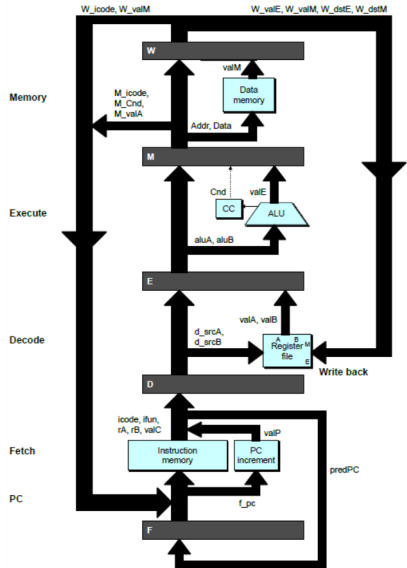 W_icode, W_valM
W_valE, W_valM, W_dstE, W_dstM
W
valM
Memory
M_icode,
M_Cnd,
M_valA
Data
memory
Addr, Data
M
Cnd
valE
Execute
CC
ALU
aluA, aluB
E
valA, valB
d_srcA,
d_srcB
Decode
A B M
Register
file
E
Write back
D
icode, ifun,
rA, rB, valC
valP
Fetch
Instruction
memory
PC
increment
predPC
PC
f_pc
F